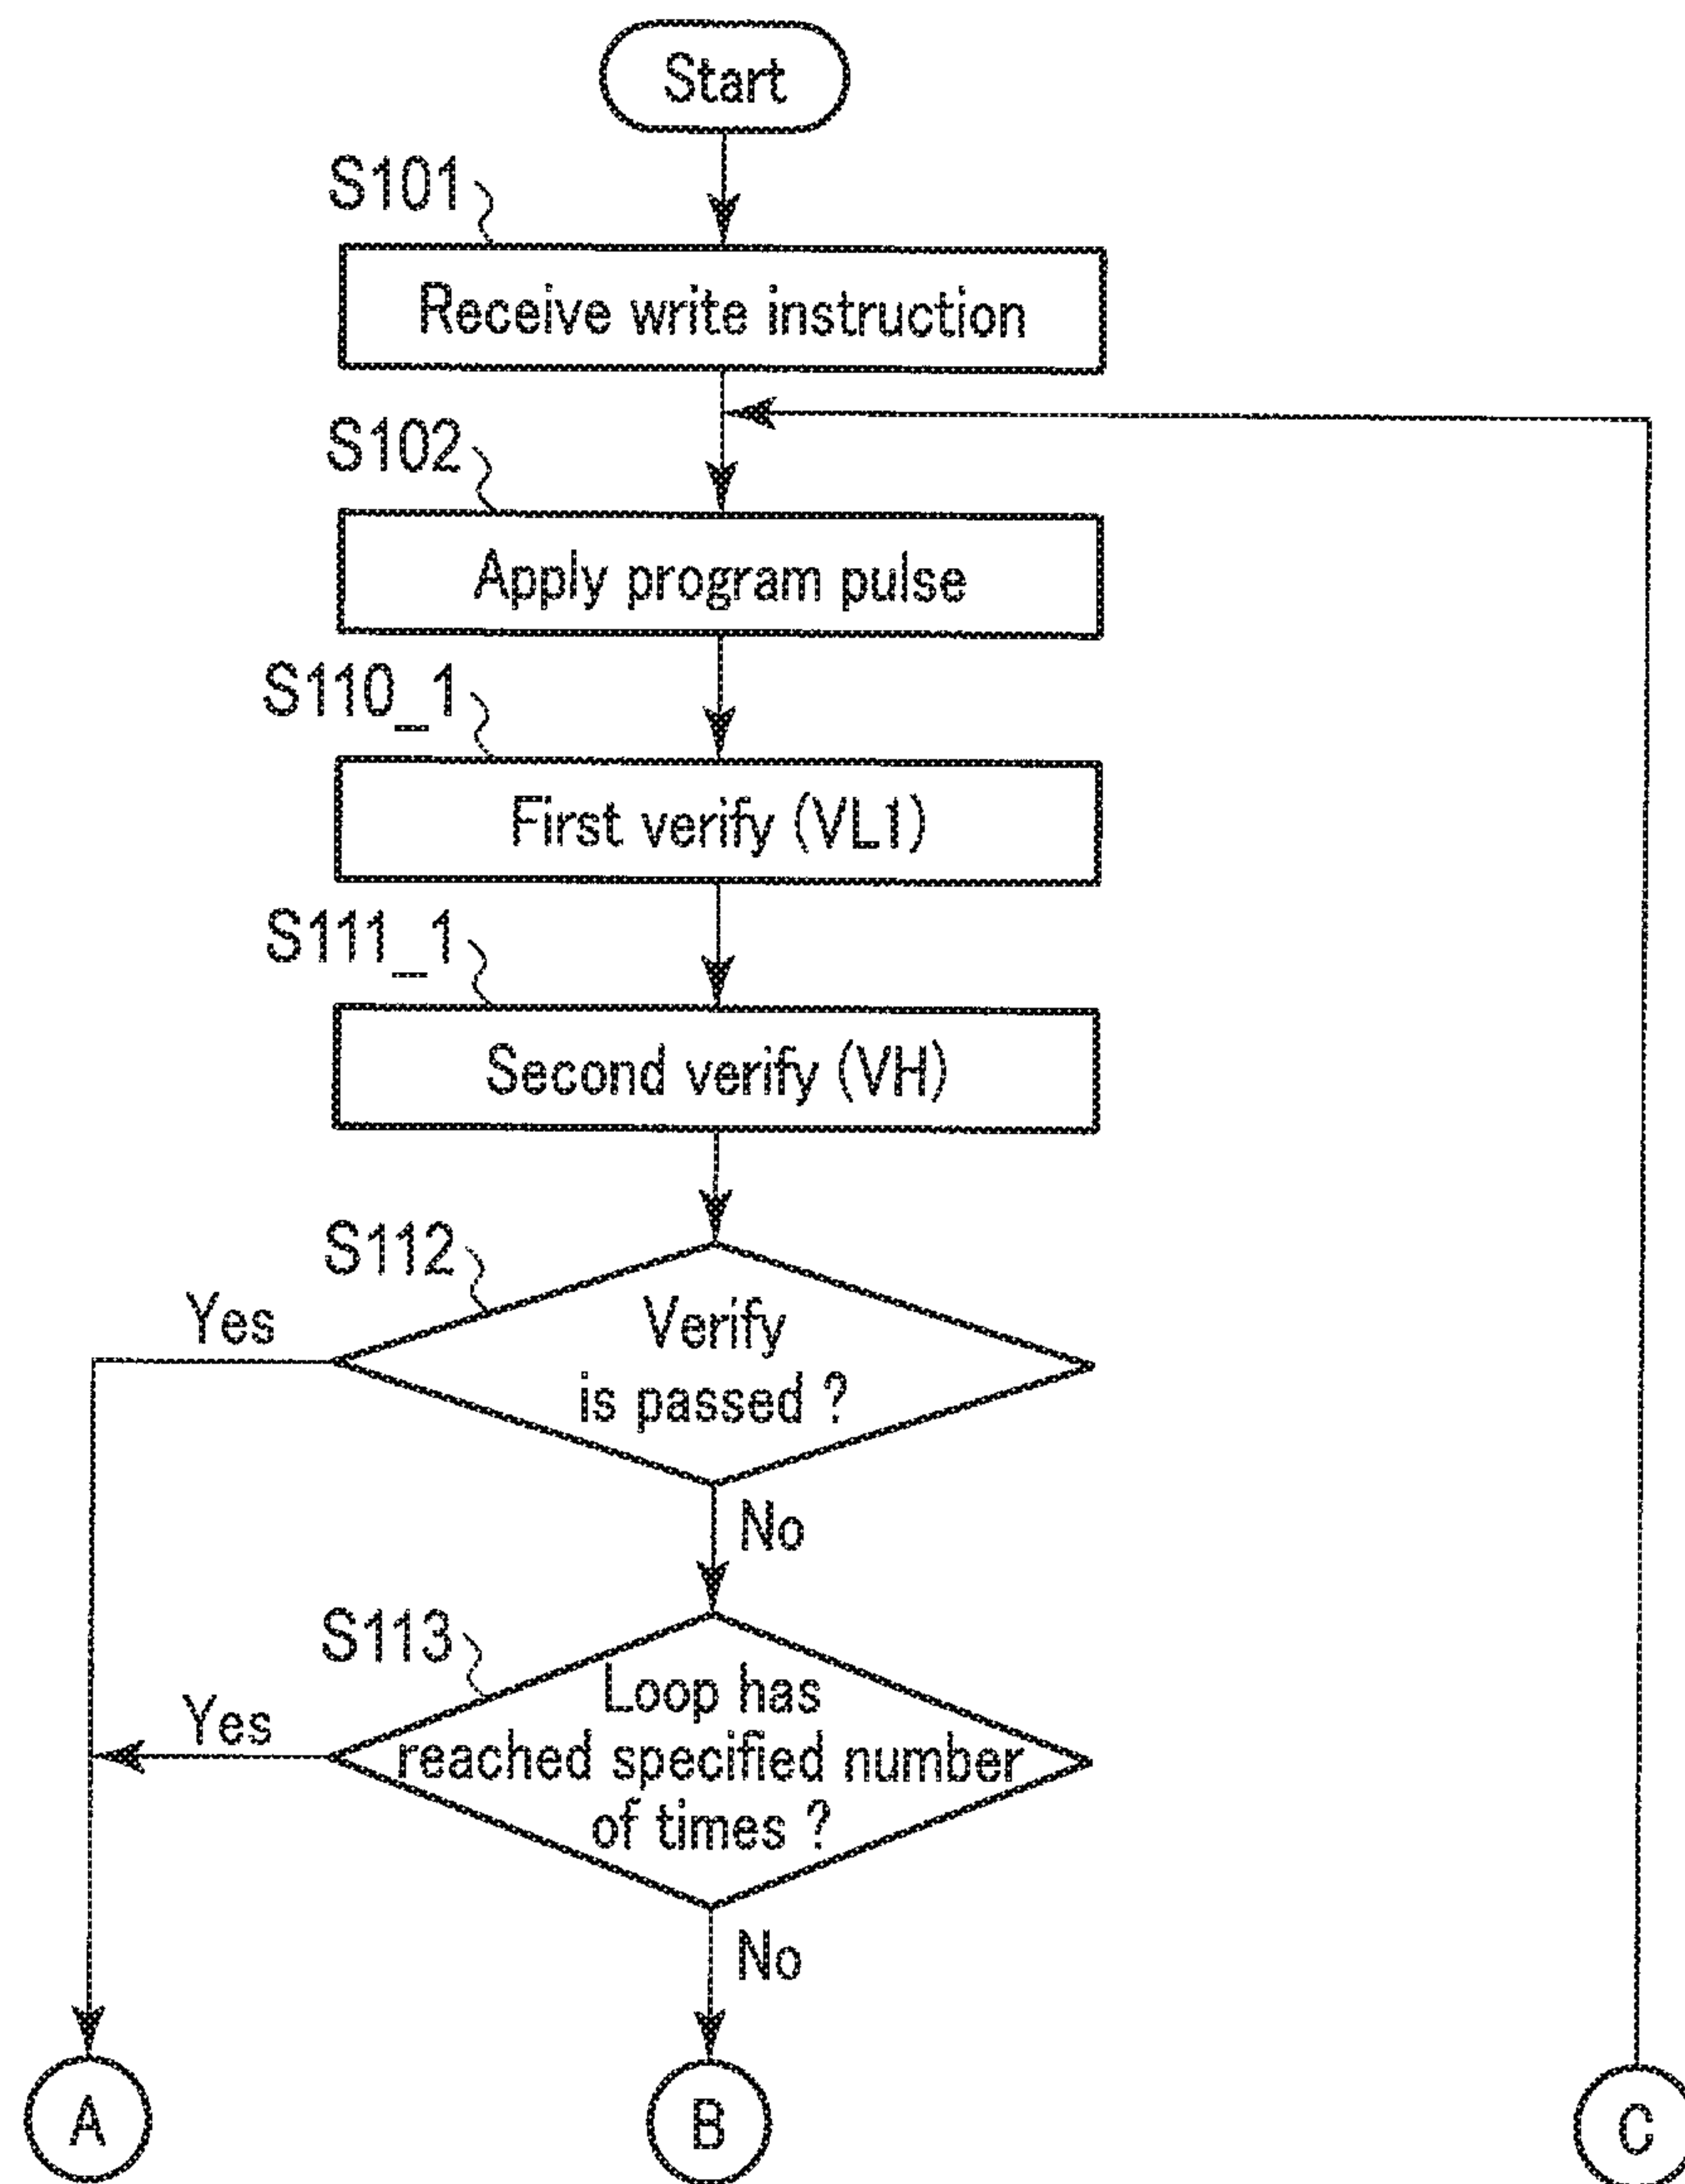 Start
S101
Receive write instruction
S102
Apply program pulse
S110_1
First verify (VL1)
S111_1
Second verify (VH)
S112
Yes
Verify
is passed ?
No
S113
Yes
Loop has
reached specified number
of times ?
No
A
B
C